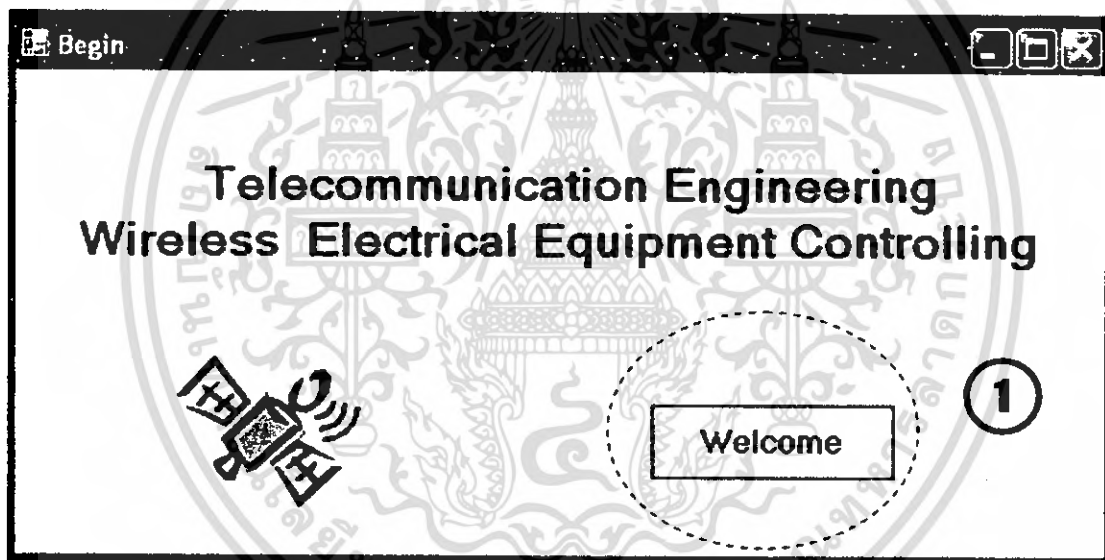 Begin
Telecommunication Engineering
Wireless Electrical Equipment Controlling
Welcome
1